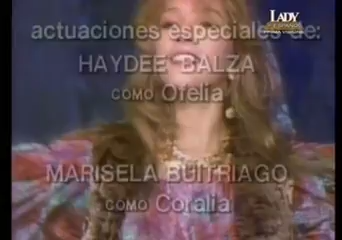 LADY
actuaciones especiales de:
HAYDEE BALZA
COMO Ofelia
MARISELA BUITRIAGO
COMO Coralia